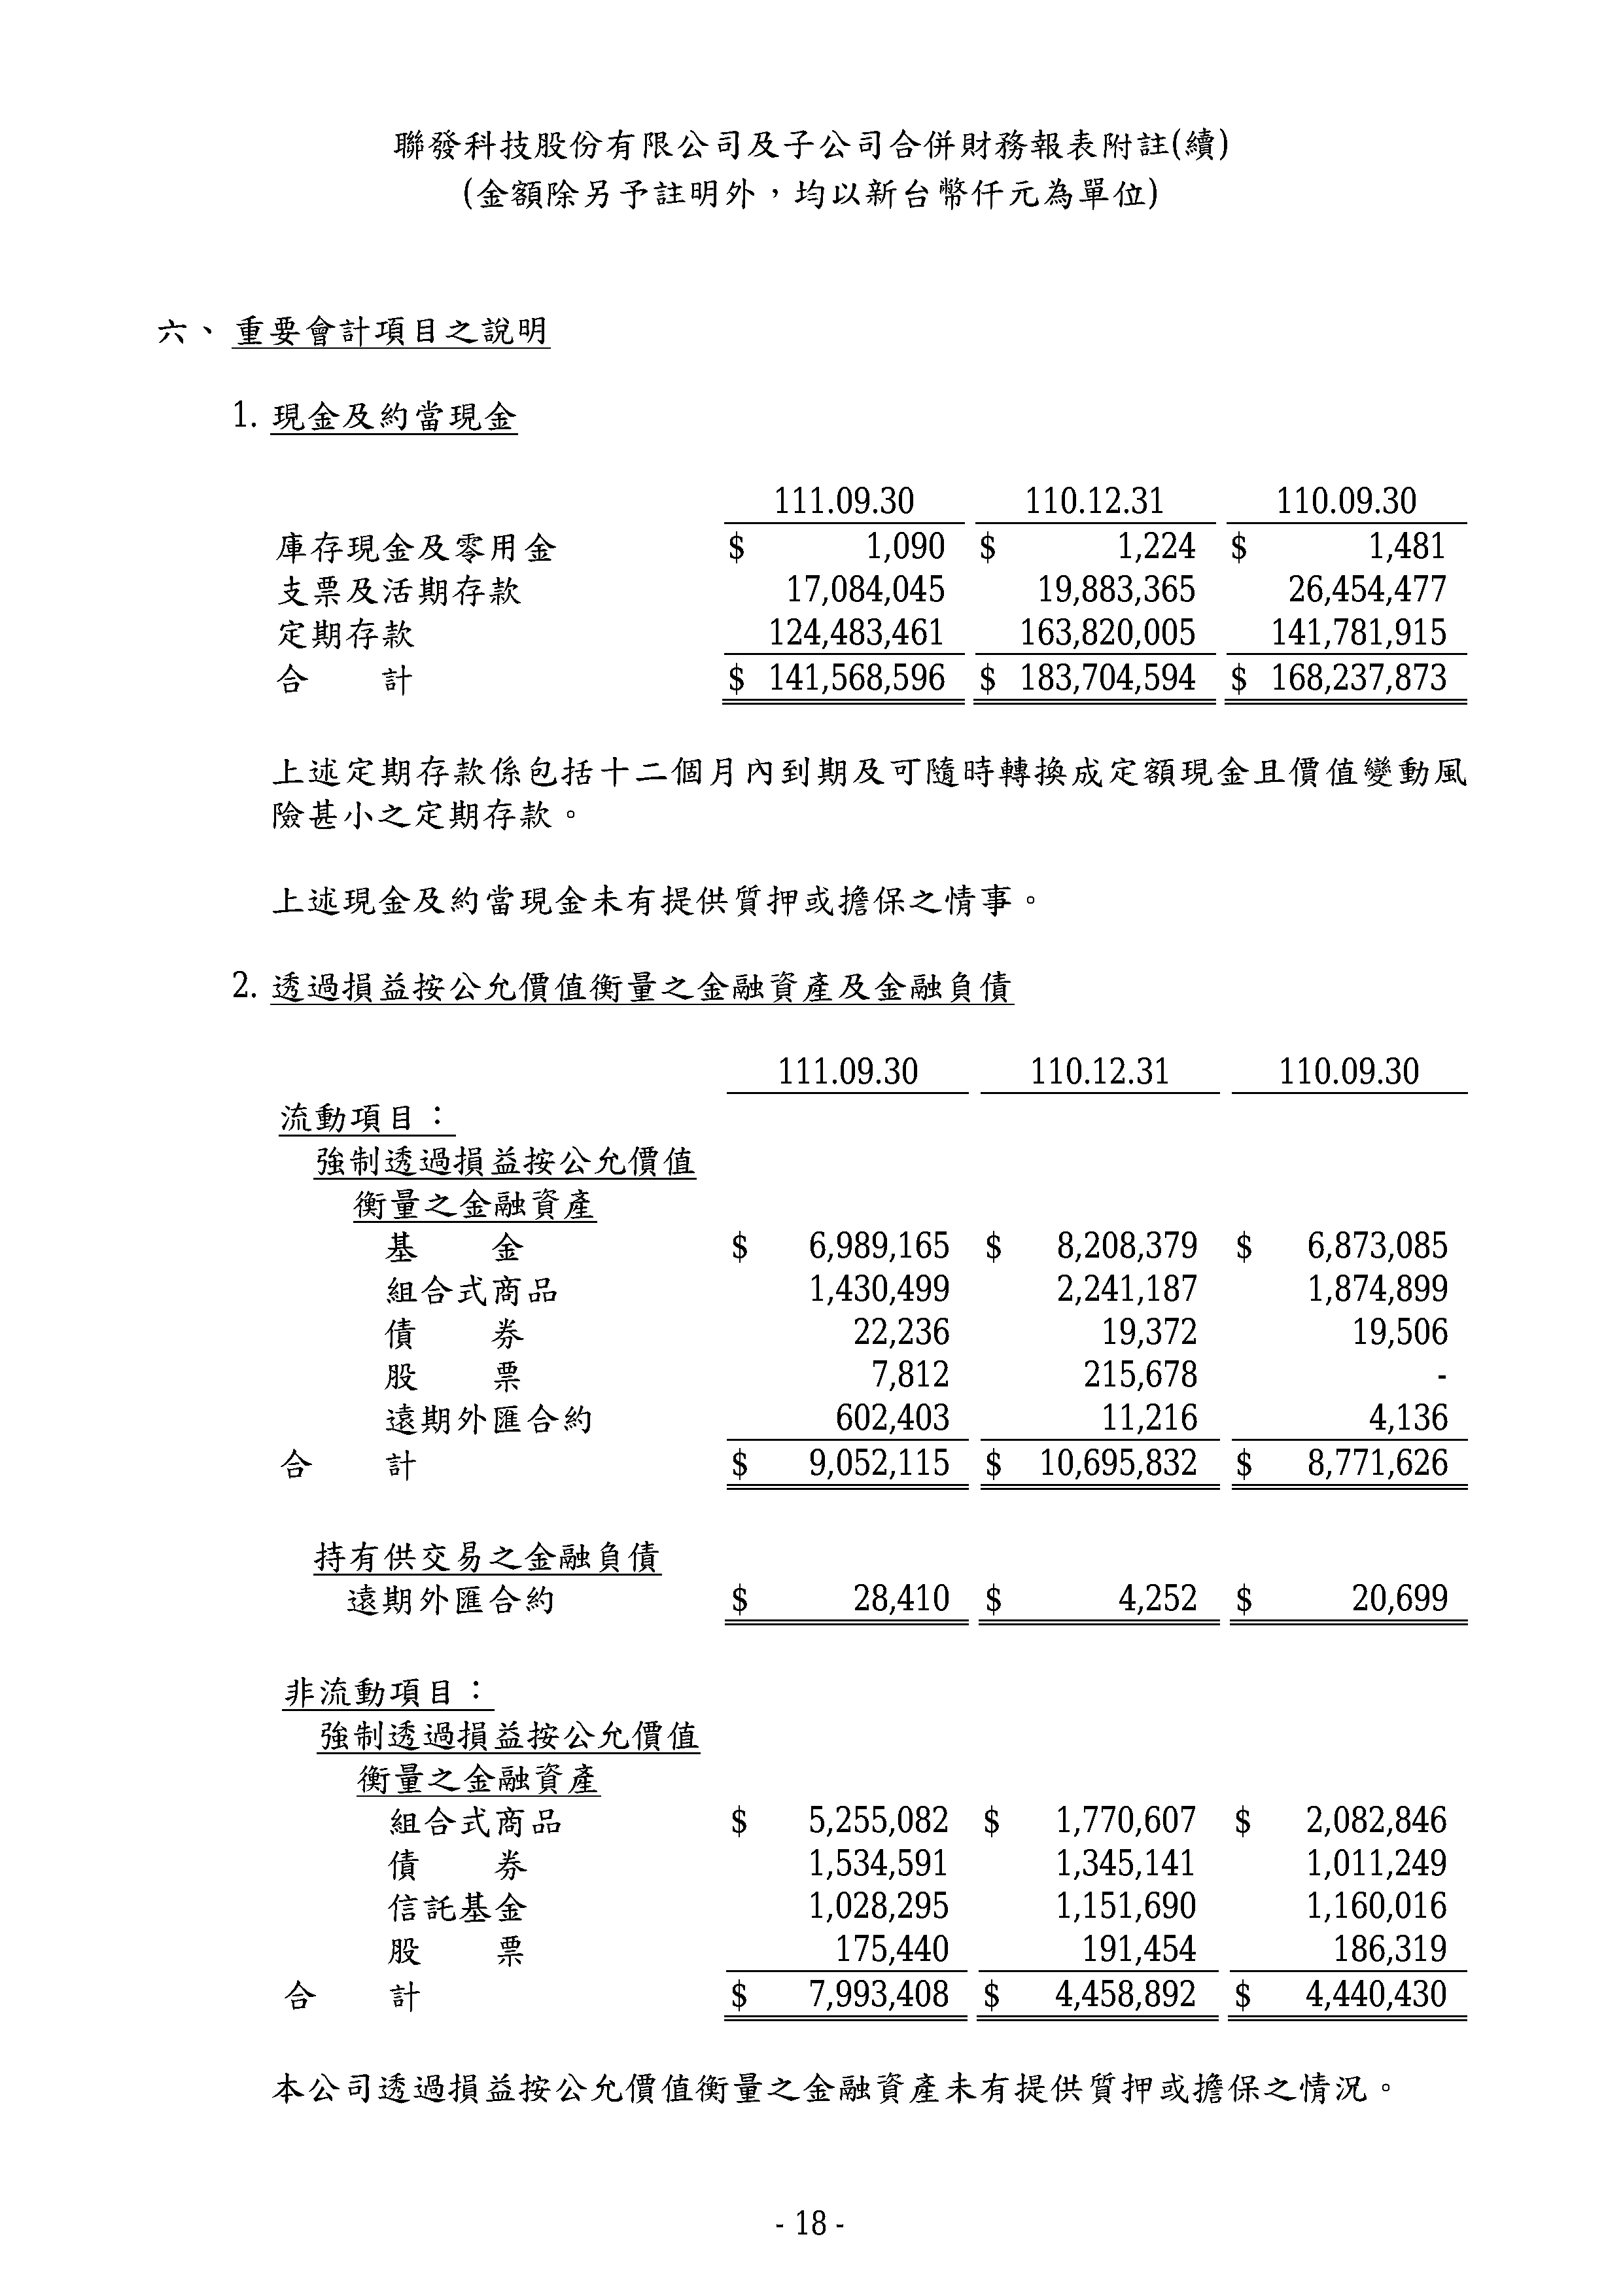 聯發科技股份有限公司及子公司合併財務報表附註(續)
(金額除另予註明外，均以新台幣仟元為單位)
六、重要會計項目之說明
1. 現金及約當現金
111.09.30 110.12.31 110.09.30
庫存現金及零用金 $ 1,090 $ 1,224 $ 1,481
支票及活期存款 17,084,045 19,883,365 26,454,477
定期存款 124,483,461 163,820,005 141,781,915
合 計 $ 141,568,596 $ 183,704,594 $ 168,237,873
上述定期存款係包括十二個月內到期及可隨時轉換成定額現金且價值變動風
險甚小之定期存款。
上述現金及約當現金未有提供質押或擔保之情事。
2. 透過損益按公允價值衡量之金融資產及金融負債
111.09.30 110.12.31 110.09.30
流動項目：
強制透過損益按公允價值
衡量之金融資產
基 金 $ 6,989,165 $ 8,208,379 $ 6,873,085
組合式商品 1,430,499 2,241,187 1,874,899
債 券 22,236 19,372 19,506
股 票 7,812 215,678 -
遠期外匯合約 602,403 11,216 4,136
合 計 $ 9,052,115 $ 10,695,832 $ 8,771,626
持有供交易之金融負債
遠期外匯合約 $ 28,410 $ 4,252 $ 20,699
非流動項目：
強制透過損益按公允價值
衡量之金融資產
組合式商品 $ 5,255,082 $ 1,770,607 $ 2,082,846
債 券 1,534,591 1,345,141 1,011,249
信託基金 1,028,295 1,151,690 1,160,016
股 票 175,440 191,454 186,319
合 計 $ 7,993,408 $ 4,458,892 $ 4,440,430
本公司透過損益按公允價值衡量之金融資產未有提供質押或擔保之情況。
- 18 -